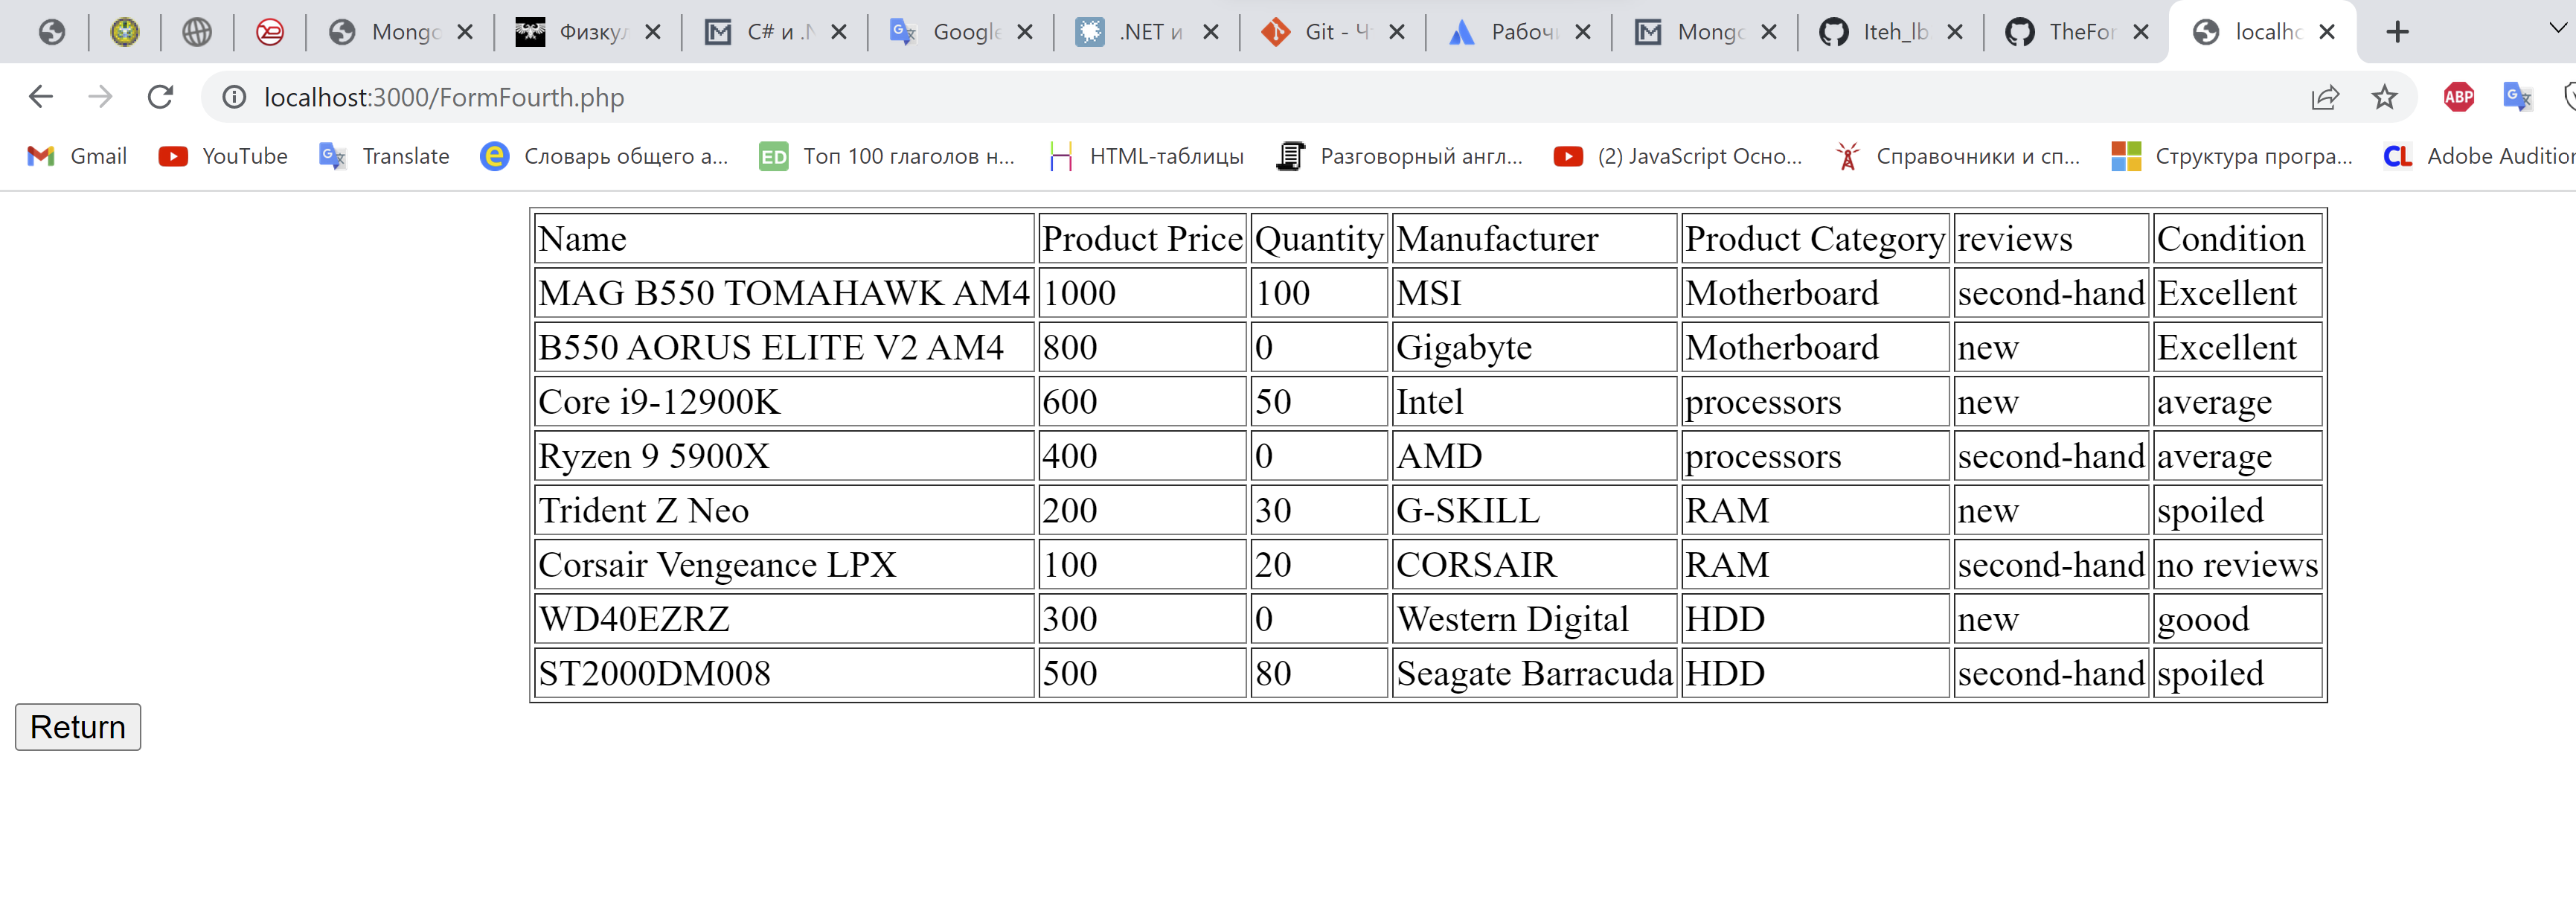 Mongo Физкул C# и .N Google .NET и Git - Ч Рабочи Mongo Iteh_lb TheFor localho
localhost:3000/FormFourth.php ABP
Gmail YouTube Translate Словарь общего а... ED Топ 100 глаголов н... HTML-таблицы Разговорный англ... (2) JavaScript Осно... Справочники и сп... Структура програ... CL Adobe Audition
Name Product Price Quantity Manufacturer Product Category reviews Condition
MAG B550 TOMAHAWK AM4 1000 100 MSI Motherboard second-hand Excellent
B550 AORUS ELITE V2 AM4 800 0 Gigabyte Motherboard new Excellent
Core i9-12900K 600 50 Intel processors new average
Ryzen 9 5900X 400 0 AMD processors second-hand average
Trident Z Neo 200 30 G-SKILL RAM new spoiled
Corsair Vengeance LPX 100 20 CORSAIR RAM second-hand no reviews
WD40EZRZ 300 0 Western Digital HDD new goood
ST2000DM008 500 80 Seagate Barracuda HDD second-hand spoiled
Return